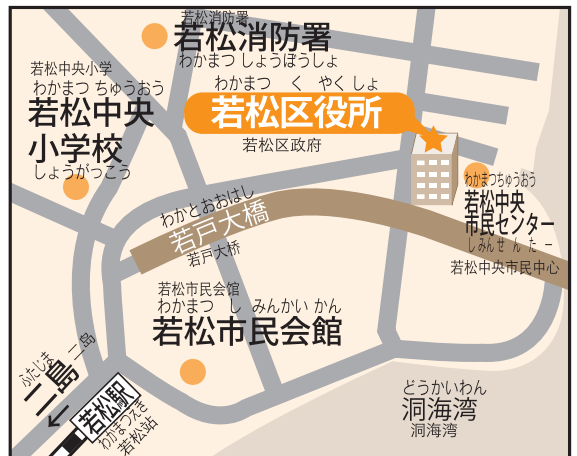 若松消防署
若松消防署
わかまつ しょうぼうしょ
若松中央小学
わかまつ ちゅうおう
若松中央
小学校
しょうがっこう
わかまつ く やくしょ
若松区役所
若松区政府
わかまつちゅうおう
若松中央
市民センター
しみんせんたー
若松中央市民中心
わかとおおはし
若戸大橋
若戸大桥
若松市民会馆
わかまつ し みんかい かん
若松市民会館
ふたじま
二島
二岛
若松駅
わかまつえき
若松站
どうかいわん
洞海湾
洞海湾